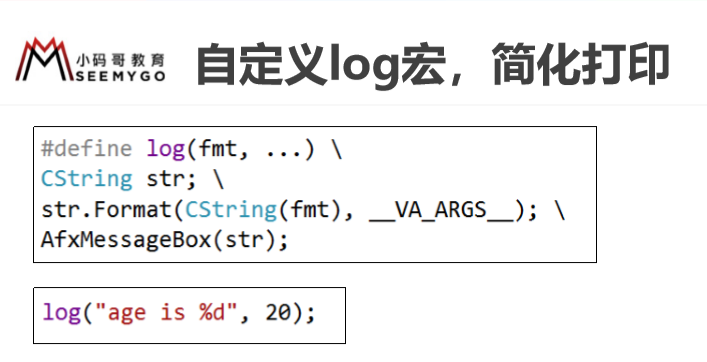 小码哥教育
SEEMYGO
自定义log宏，简化打印
#define log(fmt, ...) \
CString str; \
str.Format(CString(fmt), __VA_ARGS__); \
AfxMessageBox(str);
log("age is %d", 20);